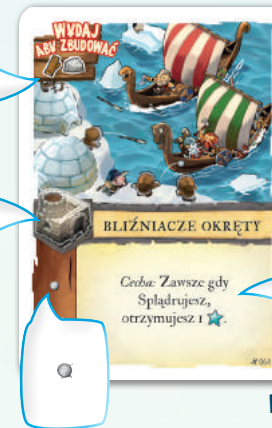 WYDAJ
ABY ZBUDOWAĆ
BLIŹNIACZE OKRĘTY
Cecha: Zawsze gdy
Splądrujesz,
otrzymujesz 1